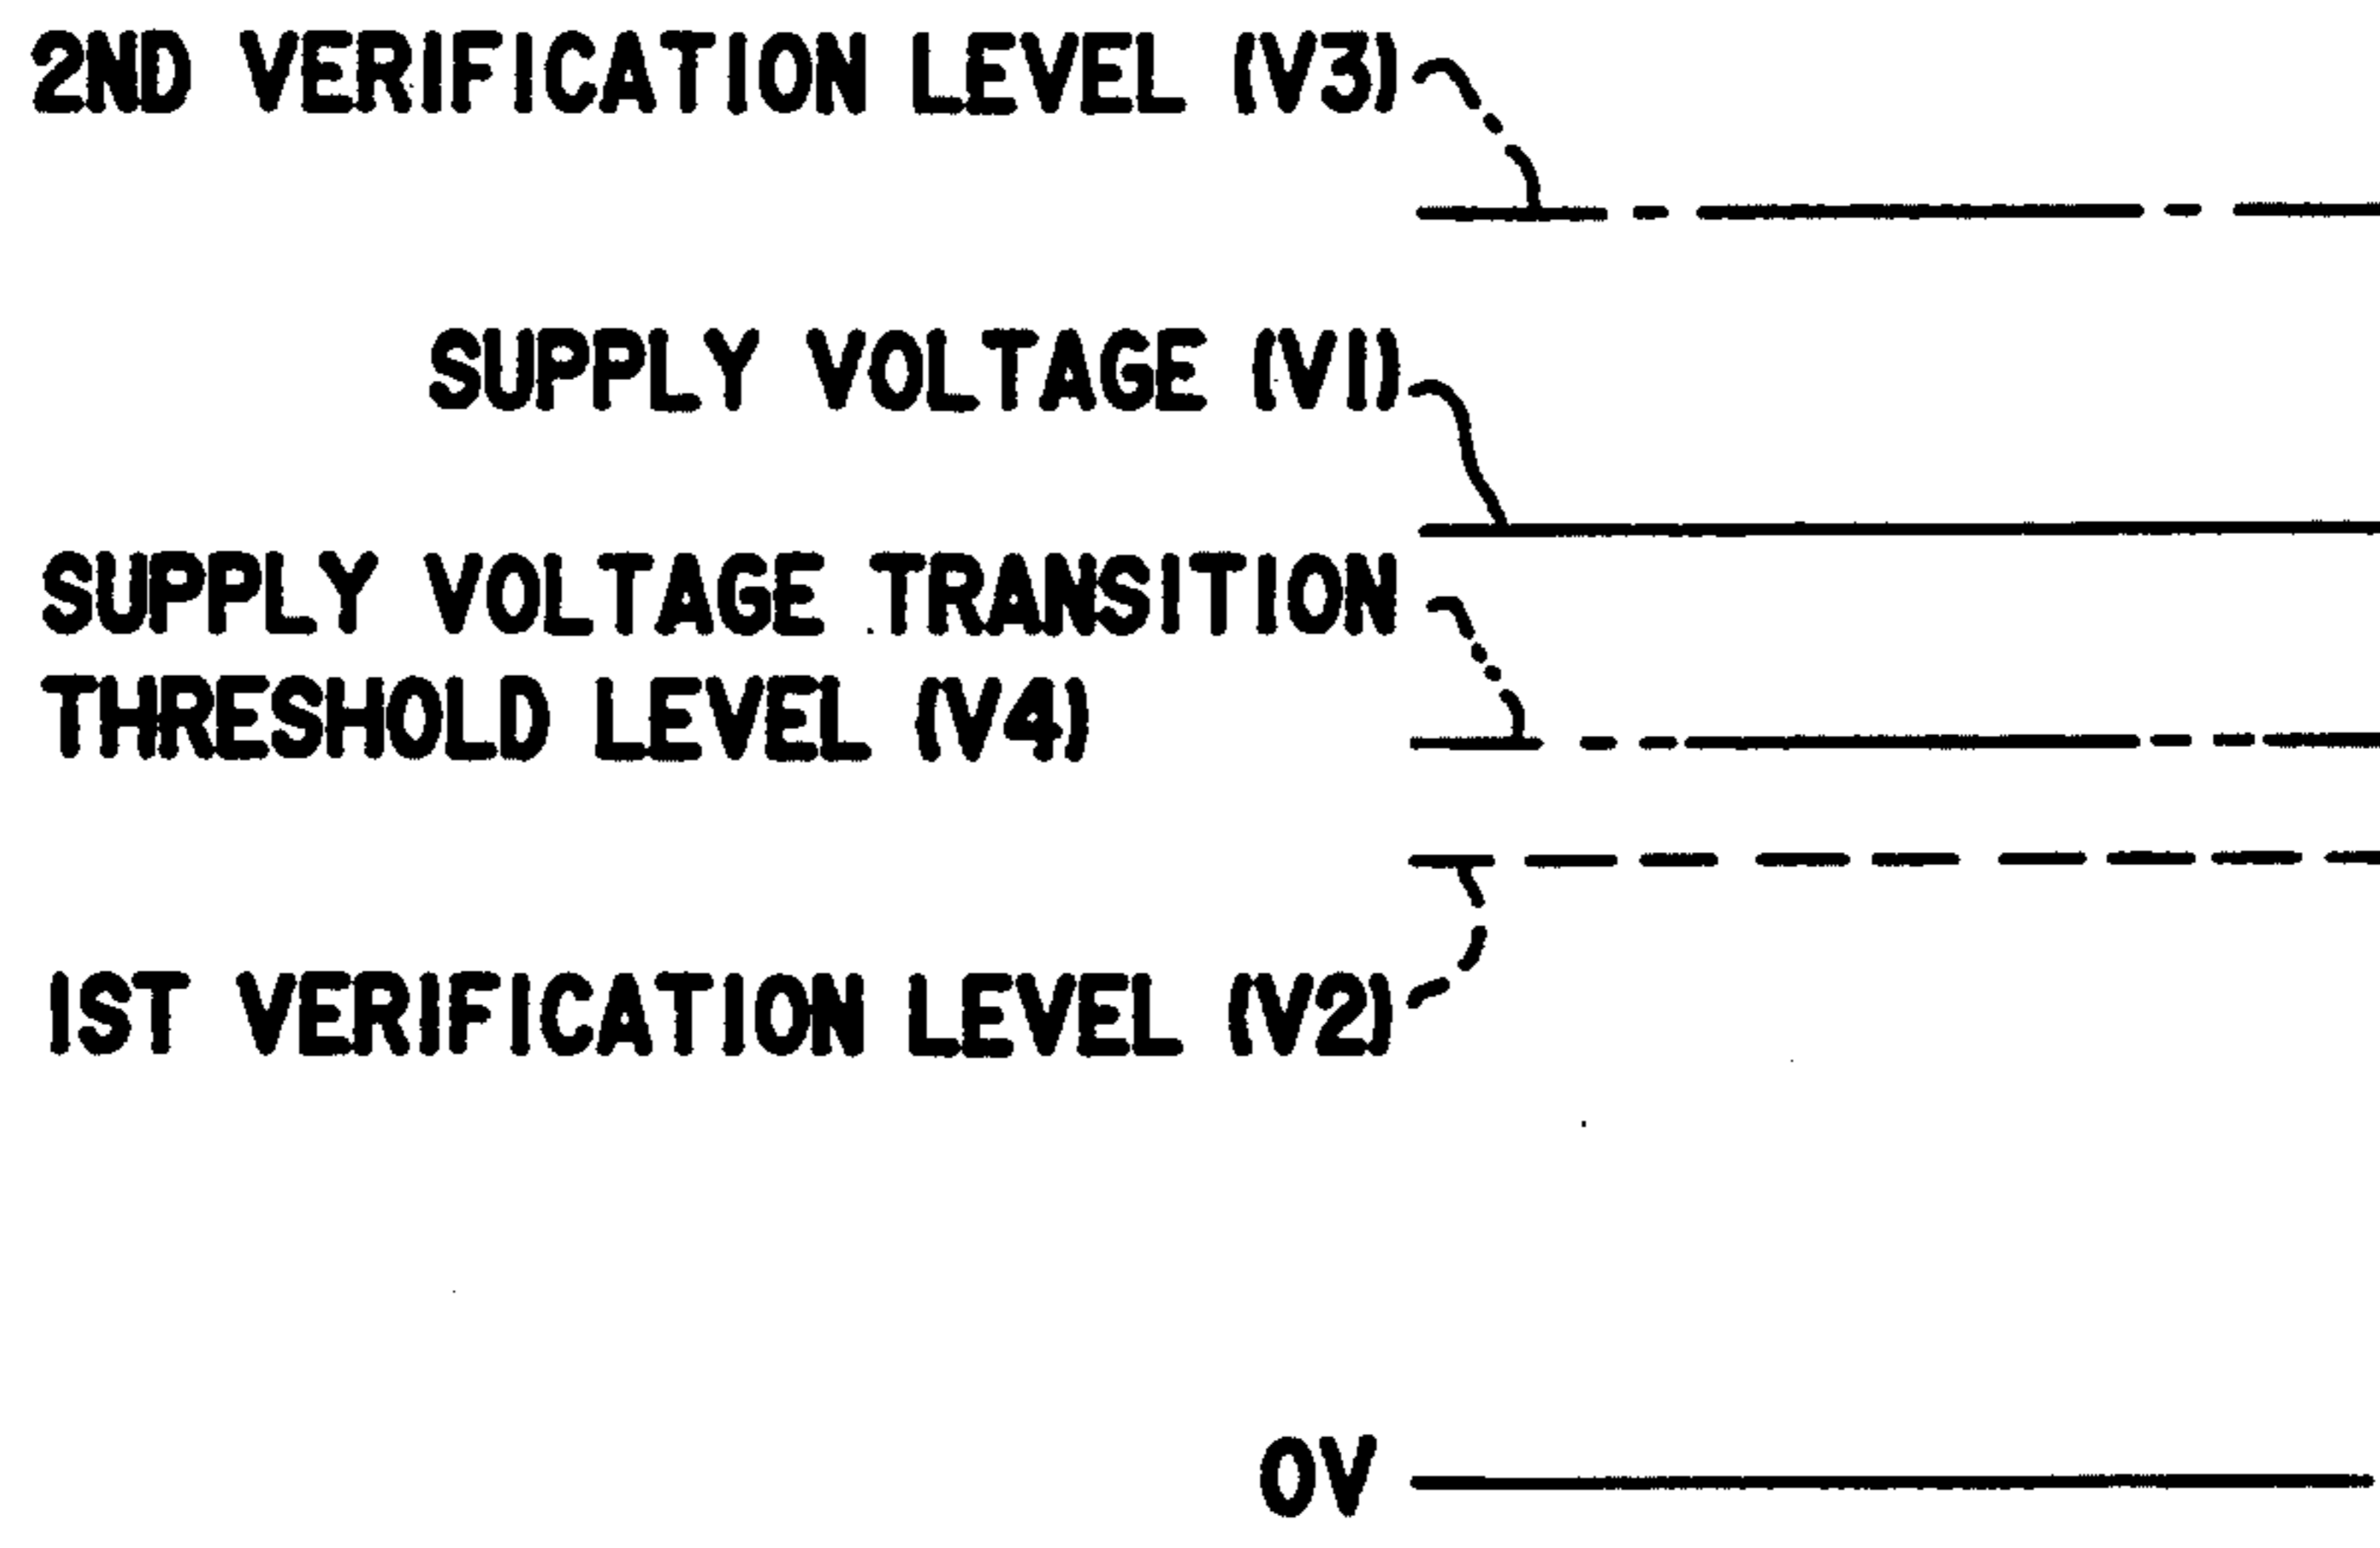 2ND VERIFICATION LEVEL (V3)
SUPPLY VOLTAGE (V1)
SUPPLY VOLTAGE TRANSITION
THRESHOLD LEVEL (V4)
1ST VERIFICATION LEVEL (V2)
0V